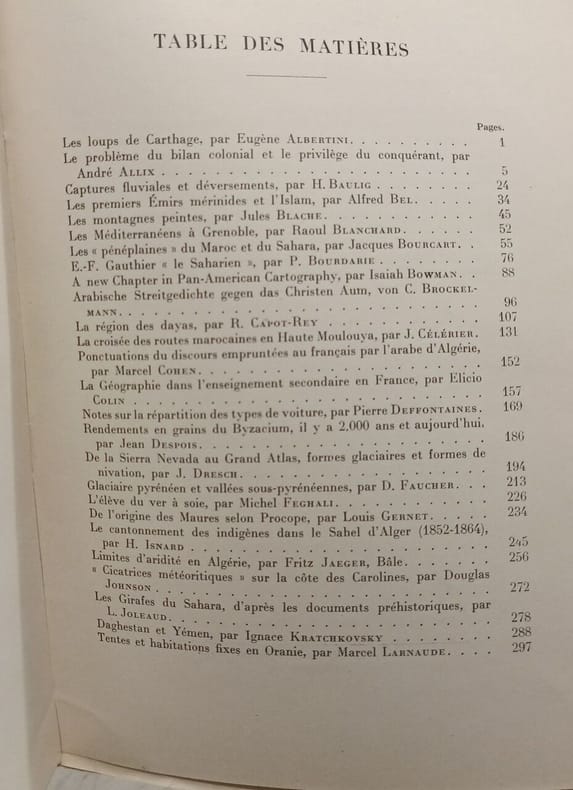 TABLE DES MATIÈRES
Pages.
Les loups de Carthage, par Eugène ALBERTINI. . . . . . . . . . 1
Le problème du bilan colonial et le privilège du conquérant, par
André ALLIX . . . . . . . . . . . . . . . . . . . . . . . . 5
Captures fluviales et déversements, par H. BAULIG . . . . . . . . 24
Les premiers Émirs mérinides et l'Islam, par Alfred BEL. . . . . . 34
Les montagnes peintes, par Jules BLACHE. . . . . . . . . . . . 45
Les Méditerranéens à Grenoble, par Raoul BLANCHARD. . . . . . 52
Les « pénéplaines » du Maroc et du Sahara, par Jacques BOURCART. . 55
E.-F. Gauthier « le Saharien », par P. BOURDARIE. . . . . . . . 76
A new Chapter in Pan-American Cartography, par Isaiah BOWMAN. . 88
Arabische Streitgedichte gegen das Christen Aum, von C. BROCKEL-
MANN. . . . . . . . . . . . . . . . . . . . . . . . . . . 96
La région des dayas, par R. CAPOT-REY . . . . . . . . . . . . 107
La croisée des routes marocaines en Haute Moulouya, par J. CÉLÉRIER. 131
Ponctuations du discours empruntées au français par l'arabe d'Algérie,
par Marcel COHEN. . . . . . . . . . . . . . . . . . . . . . 152
La Géographie dans l'enseignement secondaire en France, par Elicio
COLIN . . . . . . . . . . . . . . . . . . . . . . . . . . 157
Notes sur la répartition des types de voiture, par Pierre DEFFONTAINES. 169
Rendements en grains du Byzacium, il y a 2.000 ans et aujourd'hui,
par Jean DESPOIS. . . . . . . . . . . . . . . . . . . . . . 186
De la Sierra Nevada au Grand Atlas, formes glaciaires et formes de
nivation, par J. DRESCH. . . . . . . . . . . . . . . . . . . 194
Glaciaire pyrénéen et vallées sous-pyrénéennes, par D. FAUCHER. . . 213
L'élève du ver à soie, par Michel FEGHALI. . . . . . . . . . . 226
De l'origine des Maures selon Procope, par Louis GERNET. . . . . 234
Le cantonnement des indigènes dans le Sahel d'Alger (1852-1864),
par H. ISNARD . . . . . . . . . . . . . . . . . . . . . . . 245
Limites d'aridité en Algérie, par Fritz JAEGER, Bâle. . . . . . . . 256
« Cicatrices météoritiques » sur la côte des Carolines, par Douglas
JOHNSON . . . . . . . . . . . . . . . . . . . . . . . . . 272
Les Girafes du Sahara, d'après les documents préhistoriques, par
L. JOLEAUD. . . . . . . . . . . . . . . . . . . . . . . . 278
Daghestan et Yémen, par Ignace KRATCHKOVSKY . . . . . . . . 288
Tentes et habitations fixes en Oranie, par Marcel LARNAUDE. . . . . 297